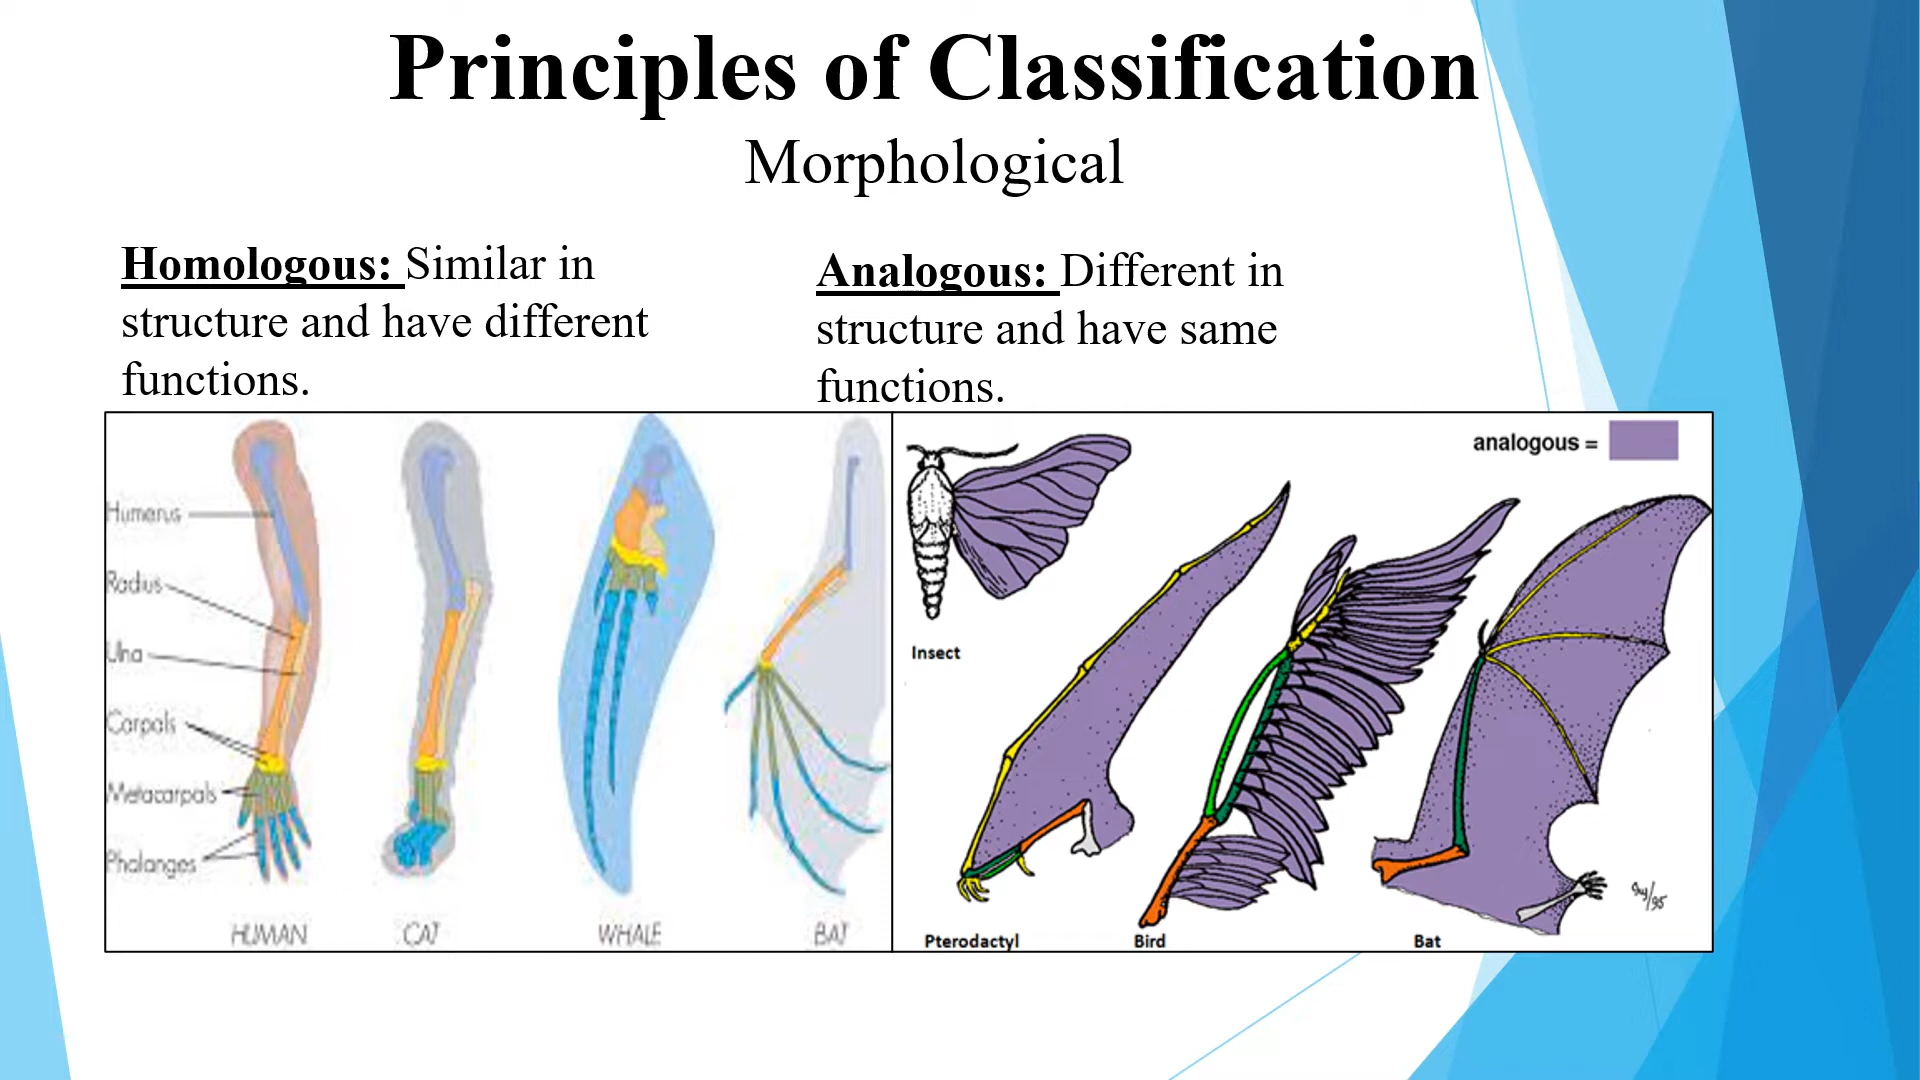 Principles of Classification
Morphological
Homologous: Similar in
structure and have different
functions.
Analogous: Different in
structure and have same
functions.
Humerus
Radius
Ulna
Carpals
Metacarpals
Phalanges
HUMAN
CAT
WHALE
BAT
analogous =
Insect
Pterodactyl
Bird
Bat